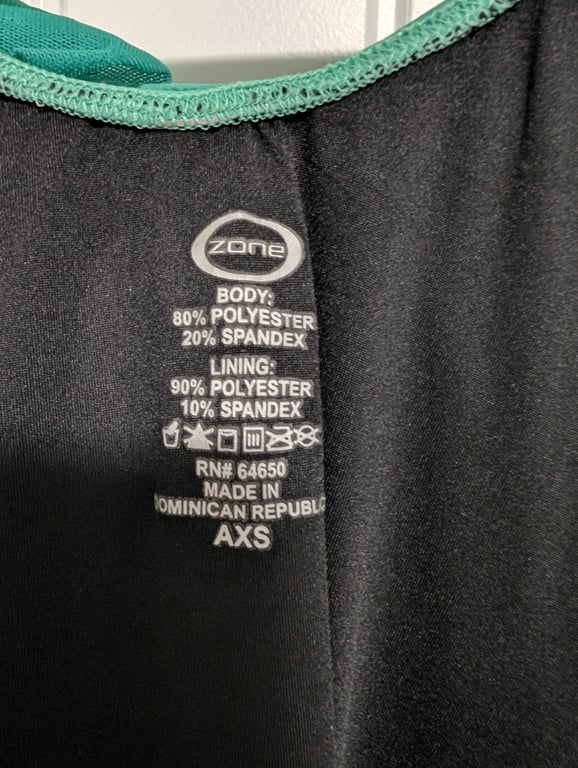 zone
BODY:
80% POLYESTER
20% SPANDEX
LINING:
90% POLYESTER
10% SPANDEX
RN# 64650
MADE IN
DOMINICAN REPUBLIC
AXS